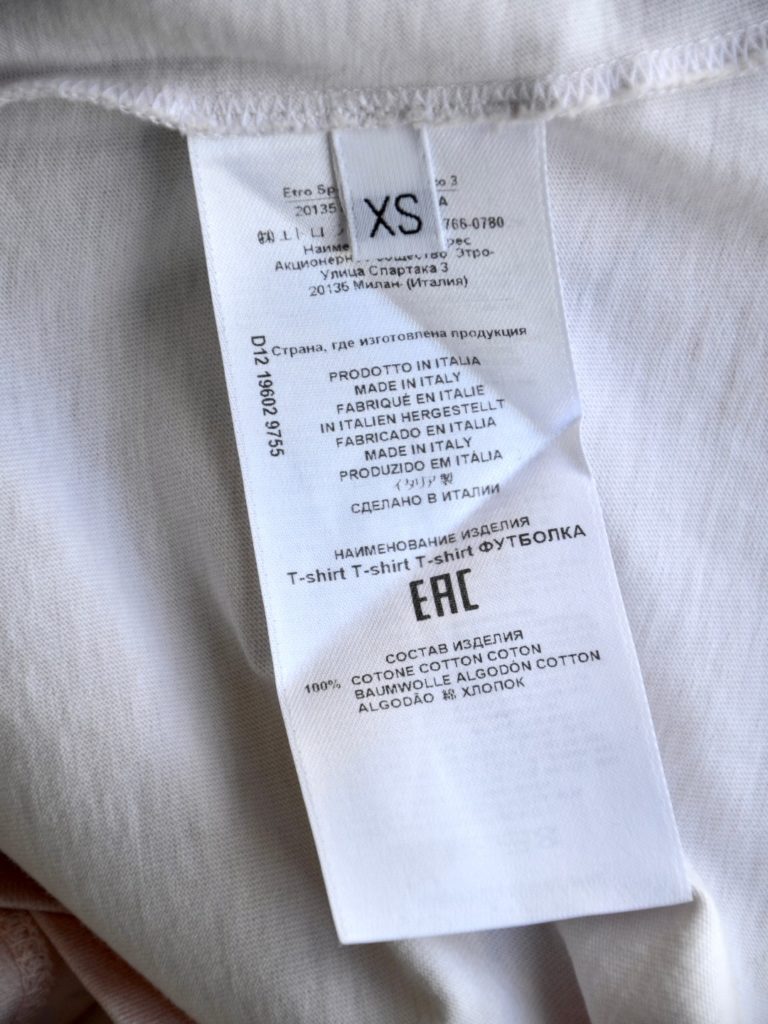 Etro Sp o 3
20135 A
XS
766-0780
Наиме рес
Акционерн общество Этро-
Улица Спартака 3
20135 Милан- (Италия)
D12 19602 9755
Страна, где изготовлена продукция
PRODOTTO IN ITALIA
MADE IN ITALY
FABRIQUÉ EN ITALIE
IN ITALIEN HERGESTELLT
FABRICADO EN ITALIA
MADE IN ITALY
PRODUZIDO EM ITÁLIA
イタリア製
СДЕЛАНО В ИТАЛИИ
НАИМЕНОВАНИЕ ИЗДЕЛИЯ
T-shirt T-shirt T-shirt ФУТБОЛКА
EAC
СОСТАВ ИЗДЕЛИЯ
100% COTONE COTTON COTON
BAUMWOLLE ALGODÓN COTTON
ALGODÃO 綿 ХЛОПОК